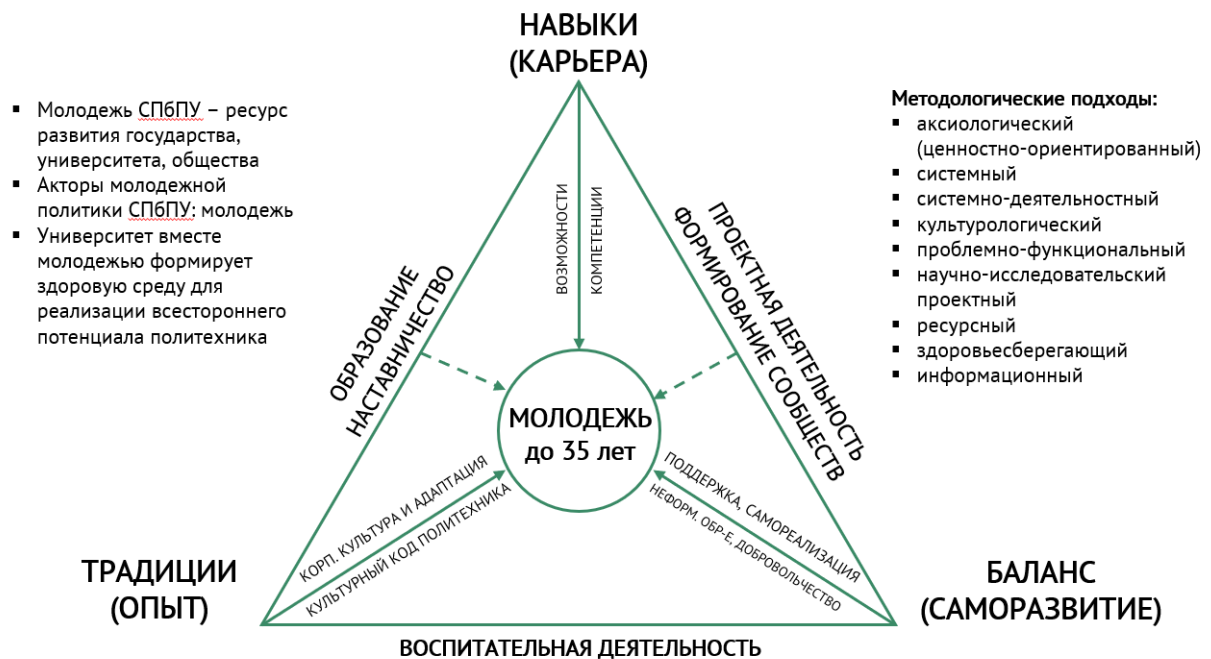 НАВЫКИ
(КАРЬЕРА)
▪ Молодежь СПбПУ – ресурс
развития государства,
университета, общества
▪ Акторы молодежной
политики СПбПУ: молодежь
▪ Университет вместе
молодежью формирует
здоровую среду для
реализации всестороннего
потенциала политехника
Методологические подходы:
▪ аксиологический
(ценностно-ориентированный)
▪ системный
▪ системно-деятельностный
▪ культурологический
▪ проблемно-функциональный
▪ научно-исследовательский
проектный
▪ ресурсный
▪ здоровьесберегающий
▪ информационный
ВОЗМОЖНОСТИ
КОМПЕТЕНЦИИ
ОБРАЗОВАНИЕ
НАСТАВНИЧЕСТВО
ПРОЕКТНАЯ ДЕЯТЕЛЬНОСТЬ
ФОРМИРОВАНИЕ СООБЩЕСТВ
МОЛОДЕЖЬ
до 35 лет
КОРП. КУЛЬТУРА И АДАПТАЦИЯ
КУЛЬТУРНЫЙ КОД ПОЛИТЕХНИКА
ПОДДЕРЖКА, САМОРЕАЛИЗАЦИЯ
НЕФОРМ. ОБР-Е, ДОБРОВОЛЬЧЕСТВО
ТРАДИЦИИ
(ОПЫТ)
БАЛАНС
(САМОРАЗВИТИЕ)
ВОСПИТАТЕЛЬНАЯ ДЕЯТЕЛЬНОСТЬ